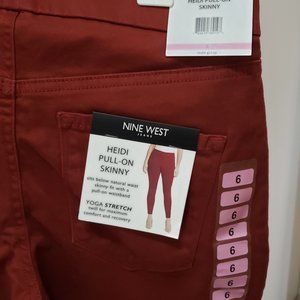 HEIDI PULL-ON
SKINNY
NINE WEST
JEANS
HEIDI
PULL-ON
SKINNY
sits below natural waist
skinny fit with a
pull-on waistband
YOGA STRETCH
twill for maximum
comfort and recovery
6
6
6
6
6
6
6
6